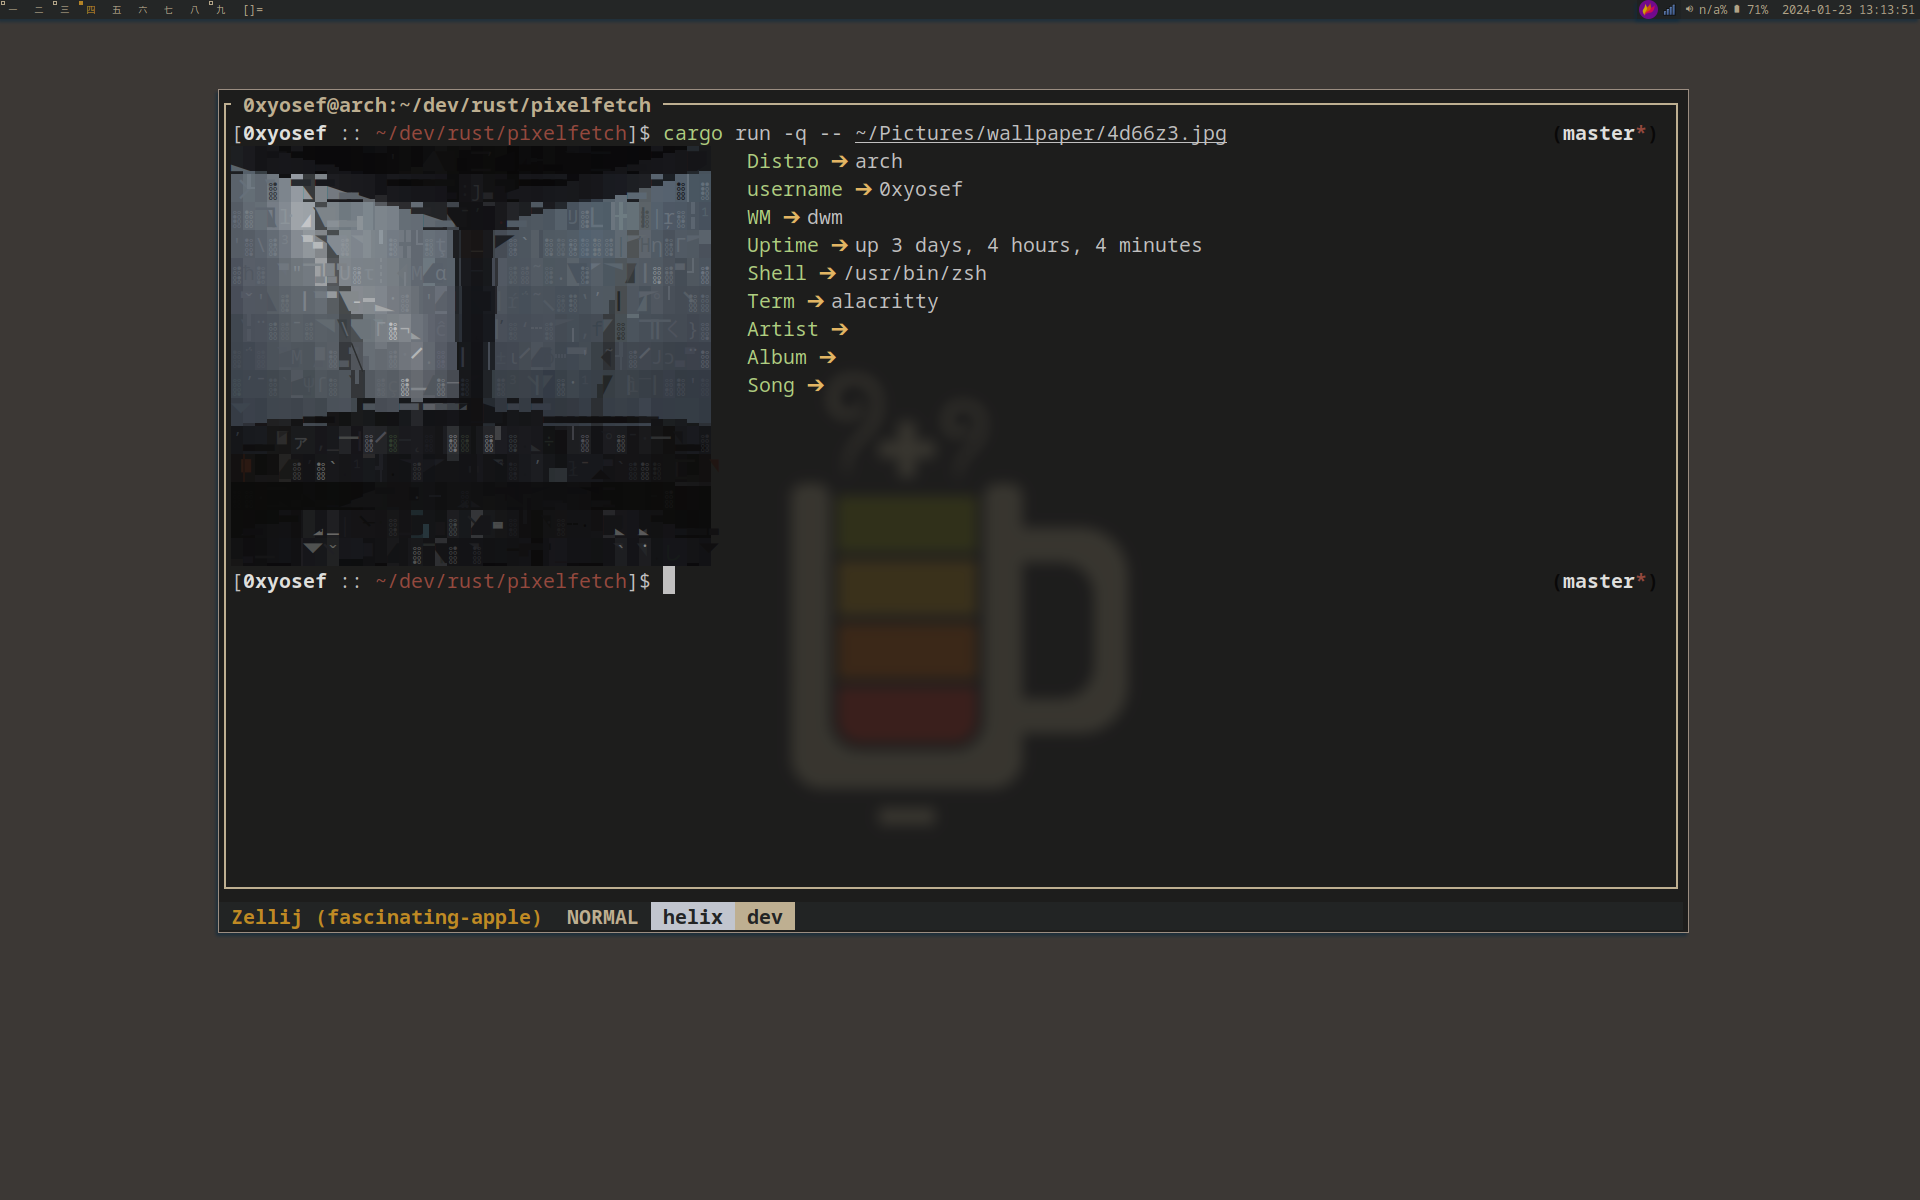 一 二 三 四 五 六 七 八 九 []= n/a% 71% 2024-01-23 13:13:51
0xyosef@arch:~/dev/rust/pixelfetch
[0xyosef :: ~/dev/rust/pixelfetch]$ cargo run -q -- ~/Pictures/wallpaper/4d66z3.jpg (master*)
Distro ➔ arch
username ➔ 0xyosef
WM ➔ dwm
Uptime ➔ up 3 days, 4 hours, 4 minutes
Shell ➔ /usr/bin/zsh
Term ➔ alacritty
Artist ➔
Album ➔
Song ➔
[0xyosef :: ~/dev/rust/pixelfetch]$ (master*)
Zellij (fascinating-apple) NORMAL helix dev